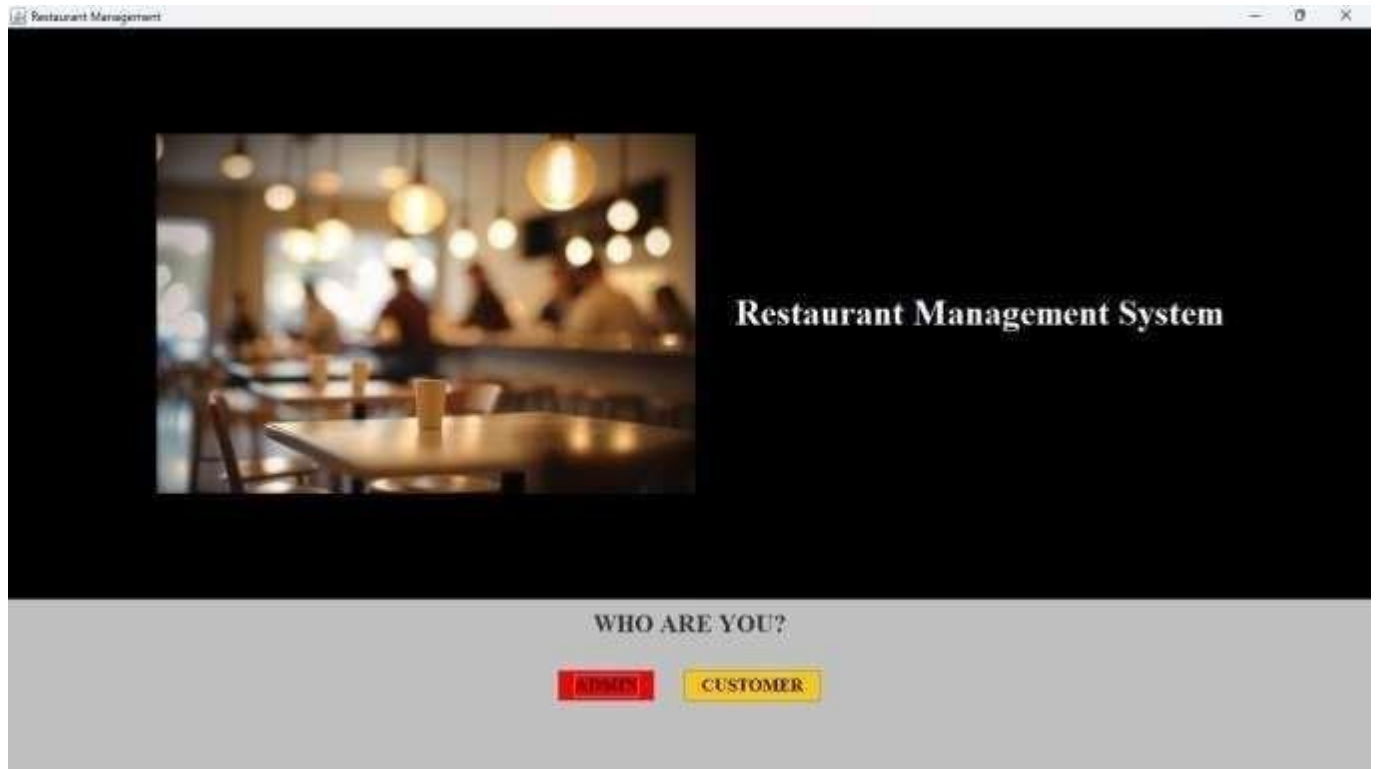 Restaurant Management
Restaurant Management System
WHO ARE YOU?
ADMIN
CUSTOMER